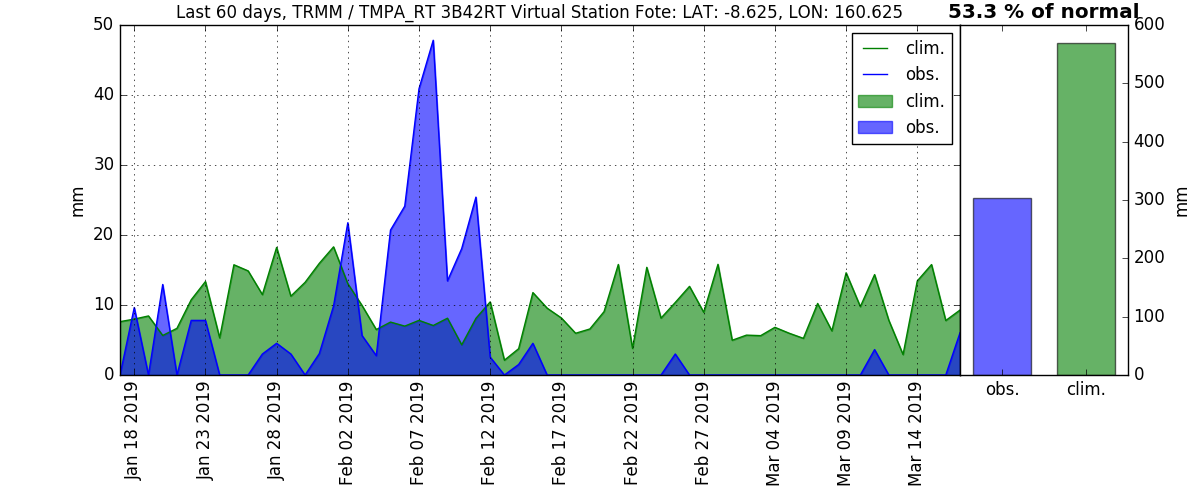 Last 60 days, TRMM / TMPA_RT 3B42RT Virtual Station Fote: LAT: -8.625, LON: 160.625
53.3 % of normal
50
40
30
20
10
0
mm
clim.
obs.
clim.
obs.
Jan 18 2019
Jan 23 2019
Jan 28 2019
Feb 02 2019
Feb 07 2019
Feb 12 2019
Feb 17 2019
Feb 22 2019
Feb 27 2019
Mar 04 2019
Mar 09 2019
Mar 14 2019
600
500
400
300
200
100
0
mm
obs.
clim.